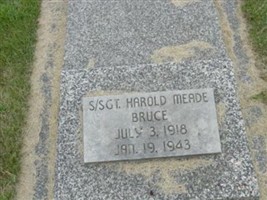 S/SGT. HAROLD MEADE
BRUCE
JULY 3, 1918
JAN. 19, 1943